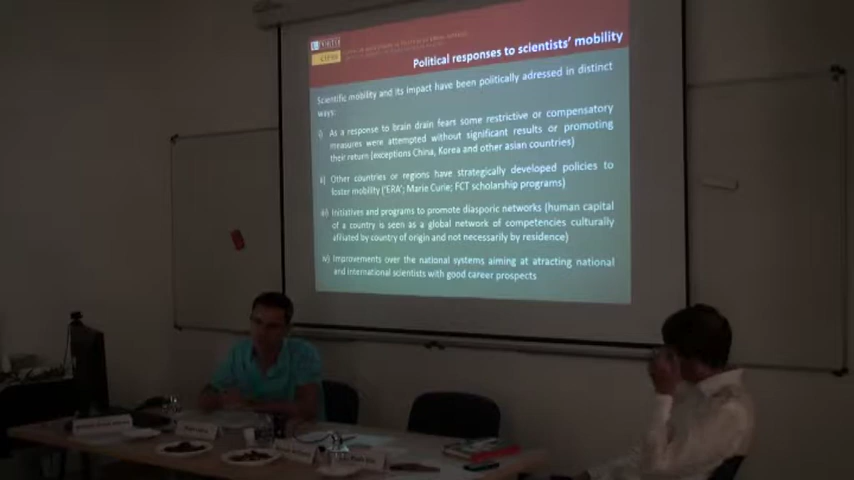 Political responses to scientists' mobility
Scientific mobility and its impact have been politically adressed in distinct
ways:
i) As a response to brain drain fears some restrictive or compensatory
measures were attempted without significant results or promoting
their return (exceptions China, Korea and other asian countries)
ii) Other countries or regions have strategically developed policies to
foster mobility ('ERA'; Marie Curie; FCT scholarship programs)
iii) Initiatives and programs to promote diasporic networks (human capital
of a country is seen as a global network of competencies culturally
afiliated by country of origin and not necessarily by residence)
iv) Improvements over the national systems aiming at atracting national
and international scientists with good career prospects